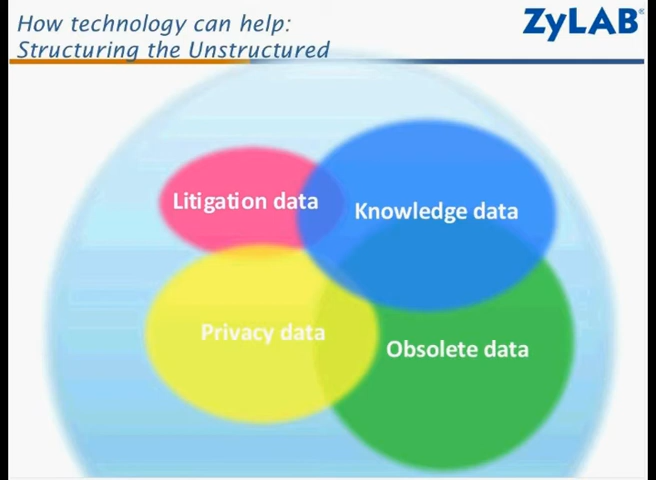 How technology can help:
Structuring the Unstructured
ZyLAB®
Litigation data
Knowledge data
Privacy data
Obsolete data